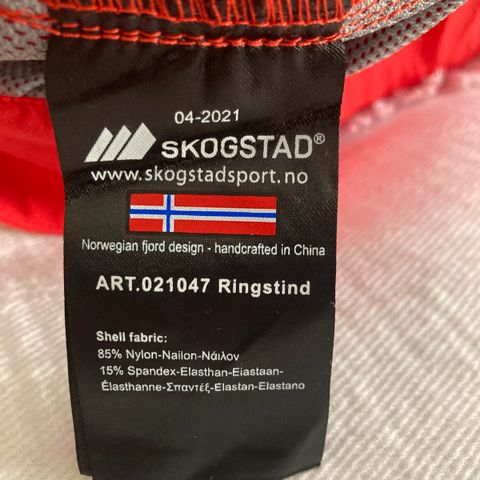 04-2021
SKOGSTAD®
www.skogstadsport.no
Norwegian fjord design - handcrafted in China
ART.021047 Ringstind
Shell fabric:
85% Nylon-Nailon-Νάιλον
15% Spandex-Elasthan-Eiastaan-
Élasthanne-Σπαντέξ-Elastan-Elastano